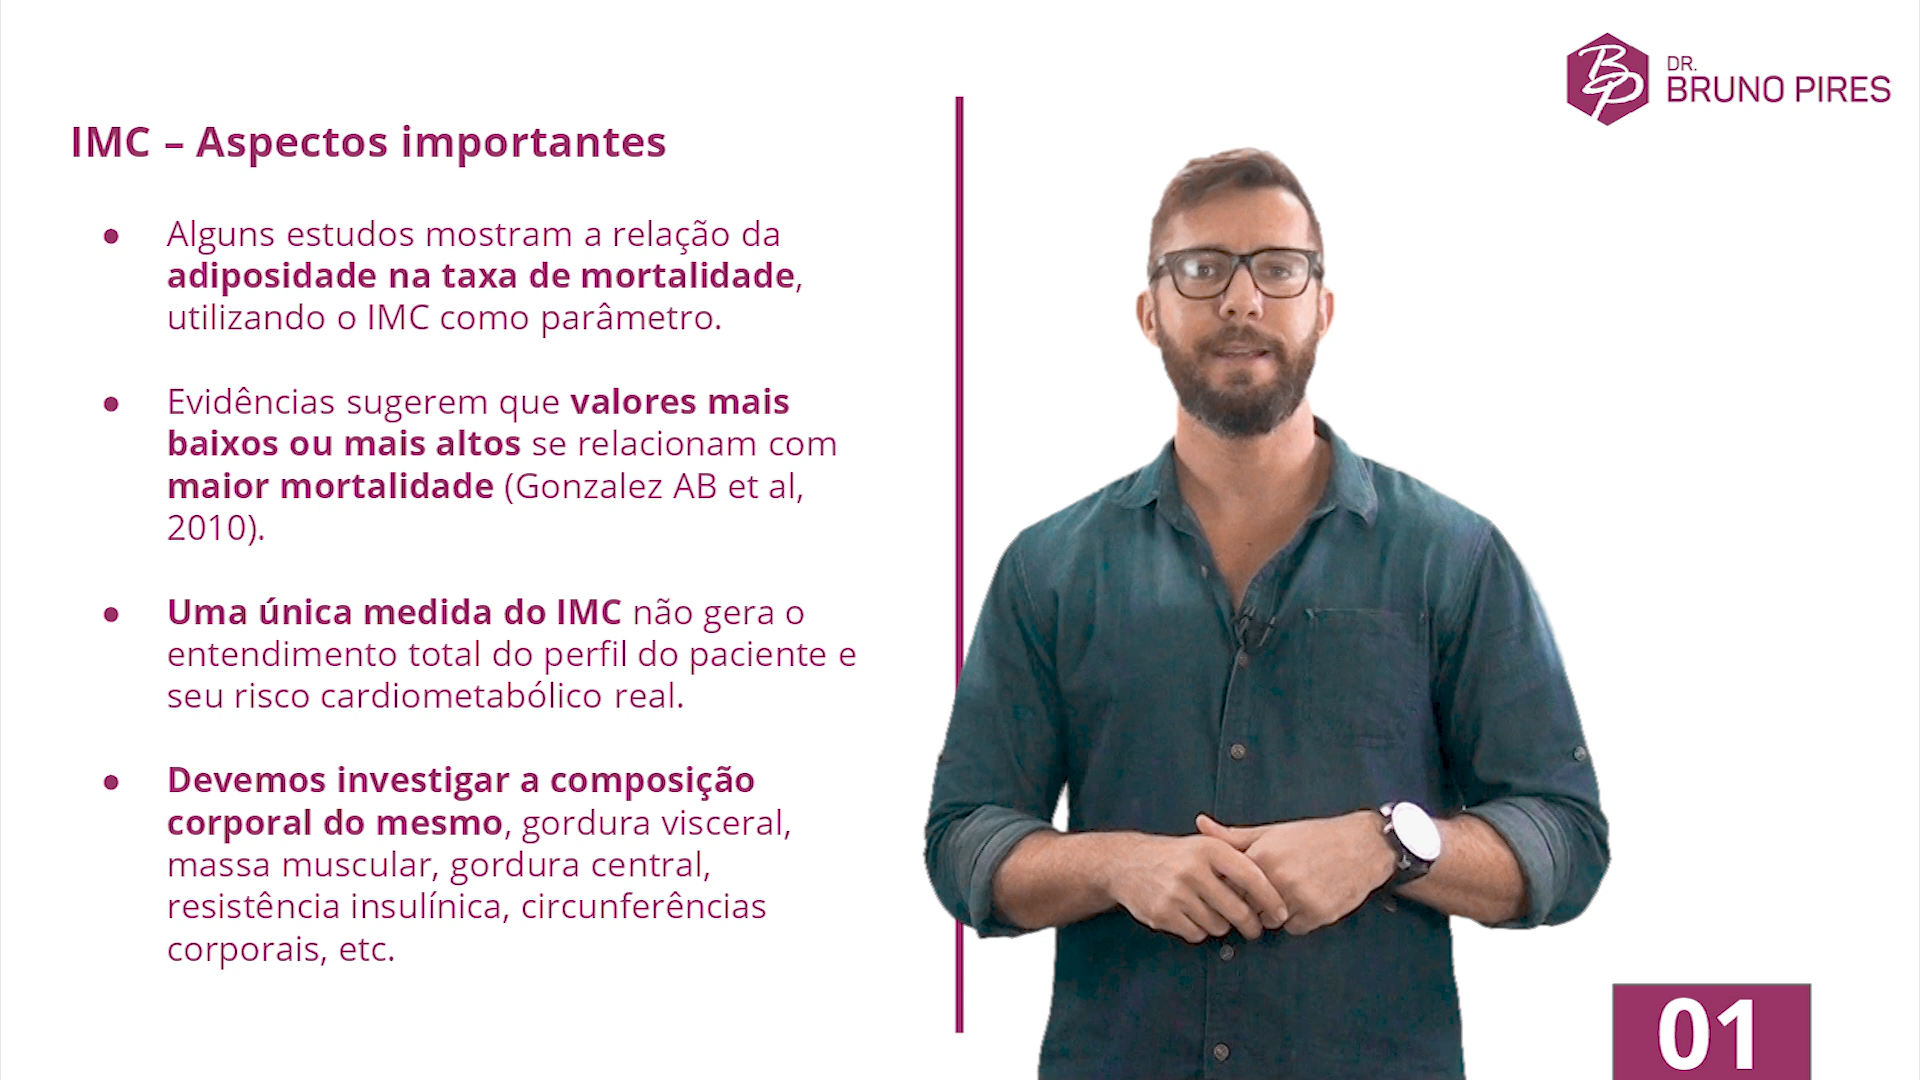 DR.
BRUNO PIRES
IMC – Aspectos importantes
● Alguns estudos mostram a relação da
adiposidade na taxa de mortalidade,
utilizando o IMC como parâmetro.
● Evidências sugerem que valores mais
baixos ou mais altos se relacionam com
maior mortalidade (Gonzalez AB et al,
2010).
● Uma única medida do IMC não gera o
entendimento total do perfil do paciente e
seu risco cardiometabólico real.
● Devemos investigar a composição
corporal do mesmo, gordura visceral,
massa muscular, gordura central,
resistência insulínica, circunferências
corporais, etc.
01